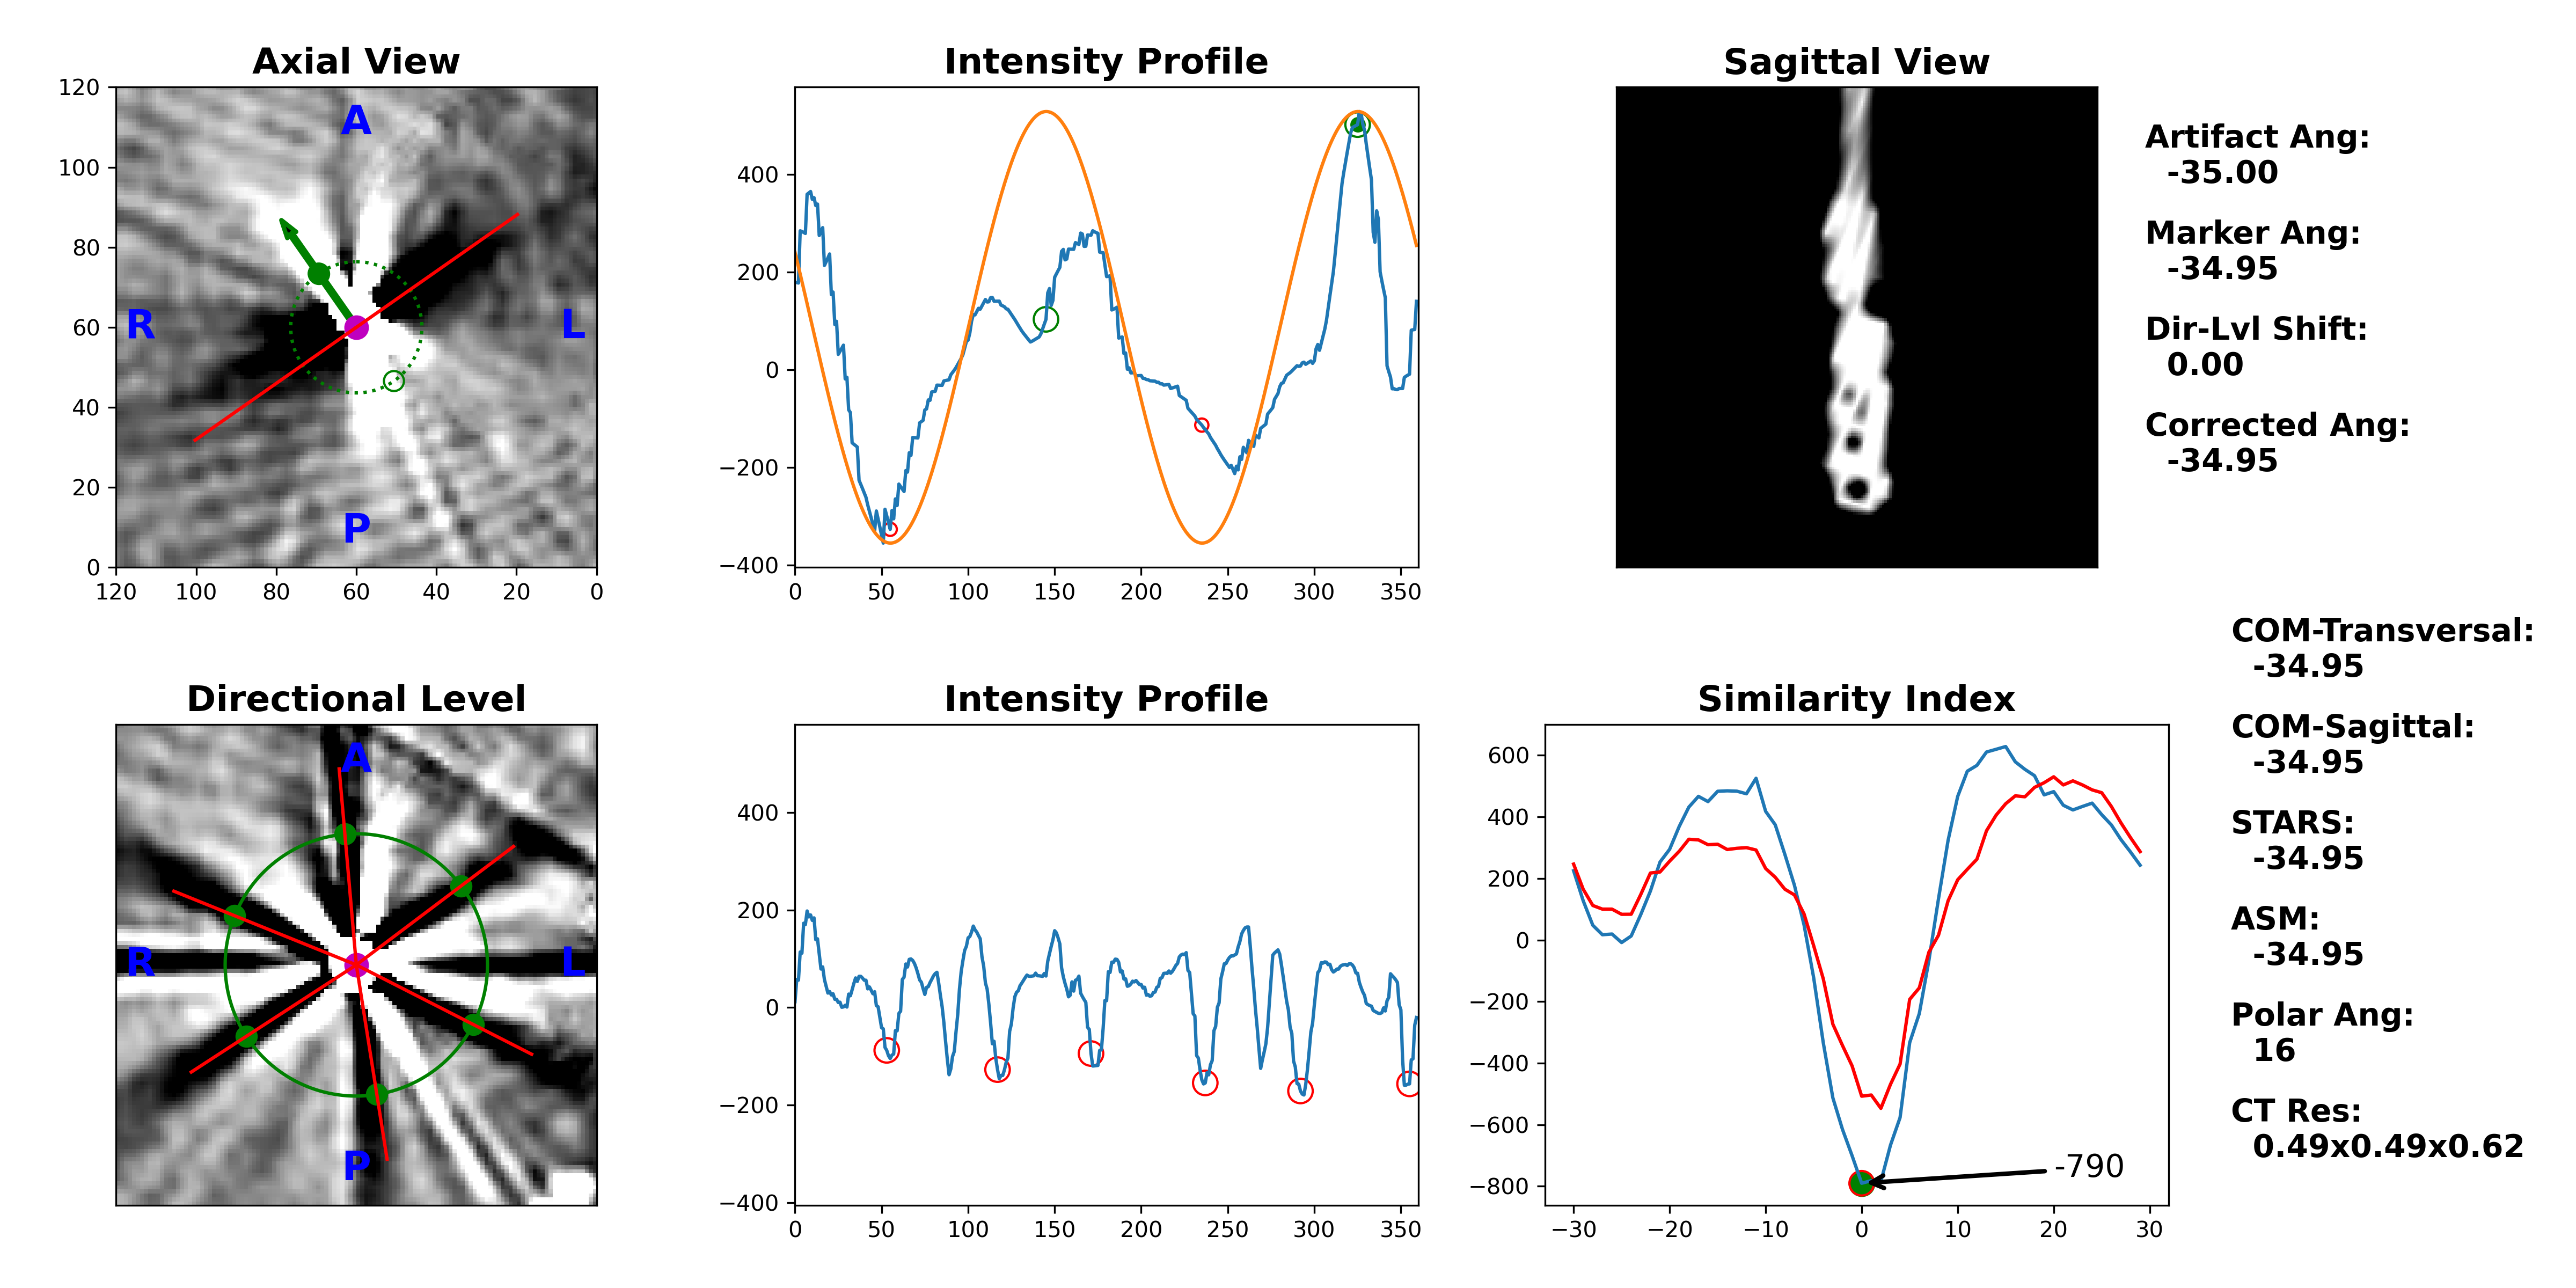 Axial View
Intensity Profile
Sagittal View
120
100
80
60
40
20
0
120 100 80 60 40 20 0
A
R
L
P
400
200
0
−200
−400
0 50 100 150 200 250 300 350
Artifact Ang:
-35.00
Marker Ang:
-34.95
Dir-Lvl Shift:
0.00
Corrected Ang:
-34.95
Directional Level
Intensity Profile
Similarity Index
A
R
L
P
400
200
0
−200
−400
0 50 100 150 200 250 300 350
600
400
200
0
−200
−400
−600
−800
−30 −20 −10 0 10 20 30
-790
COM-Transversal:
-34.95
COM-Sagittal:
-34.95
STARS:
-34.95
ASM:
-34.95
Polar Ang:
16
CT Res:
0.49x0.49x0.62